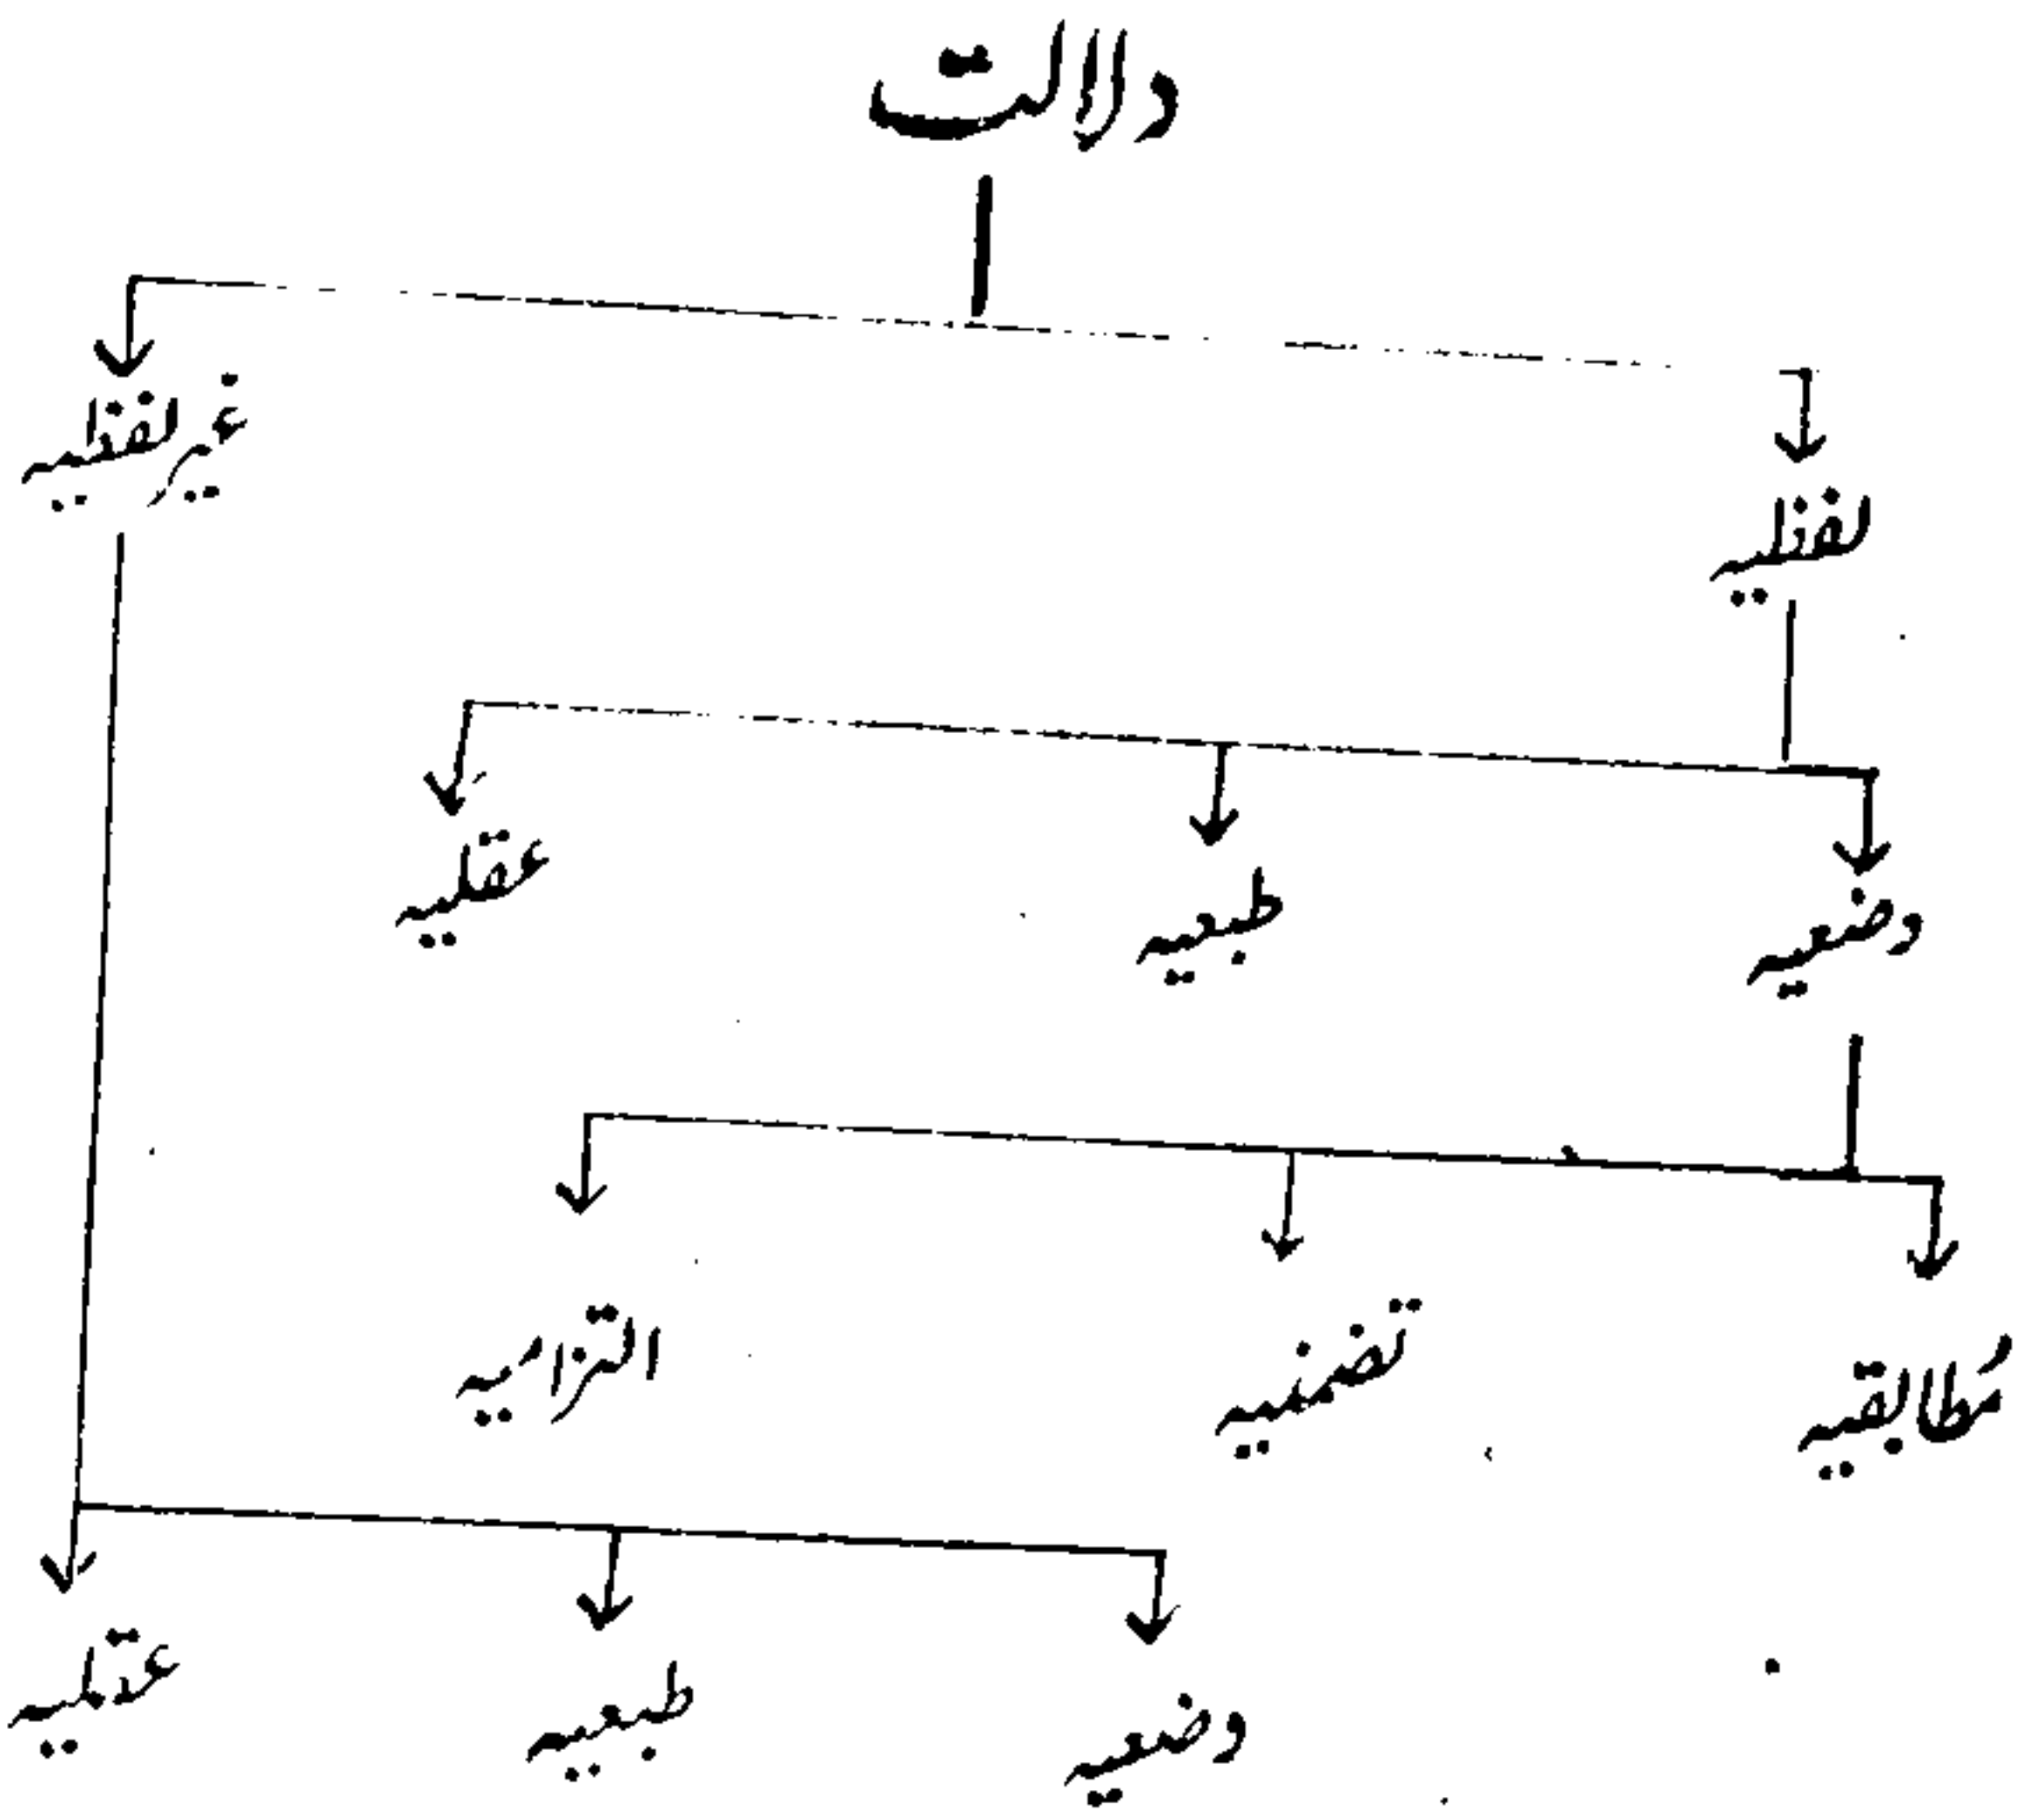 دلالت
غیر لفظیہ
لفظیہ
عقلیہ
طبعیہ
وضعیہ
التزامیہ
تضمنیہ
مطابقیہ
عقلیہ
طبعیہ
وضعیہ